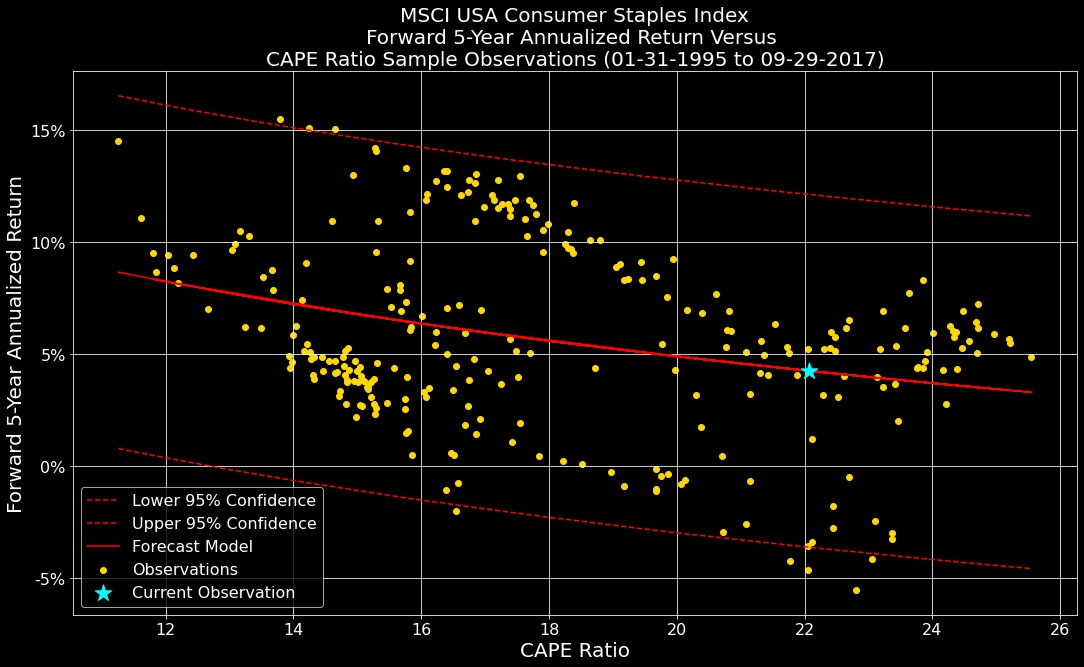 MSCI USA Consumer Staples Index
Forward 5-Year Annualized Return Versus
CAPE Ratio Sample Observations (01-31-1995 to 09-29-2017)
Forward 5-Year Annualized Return
15%
10%
5%
0%
-5%
Lower 95% Confidence
Upper 95% Confidence
Forecast Model
Observations
Current Observation
12 14 16 18 20 22 24 26
CAPE Ratio